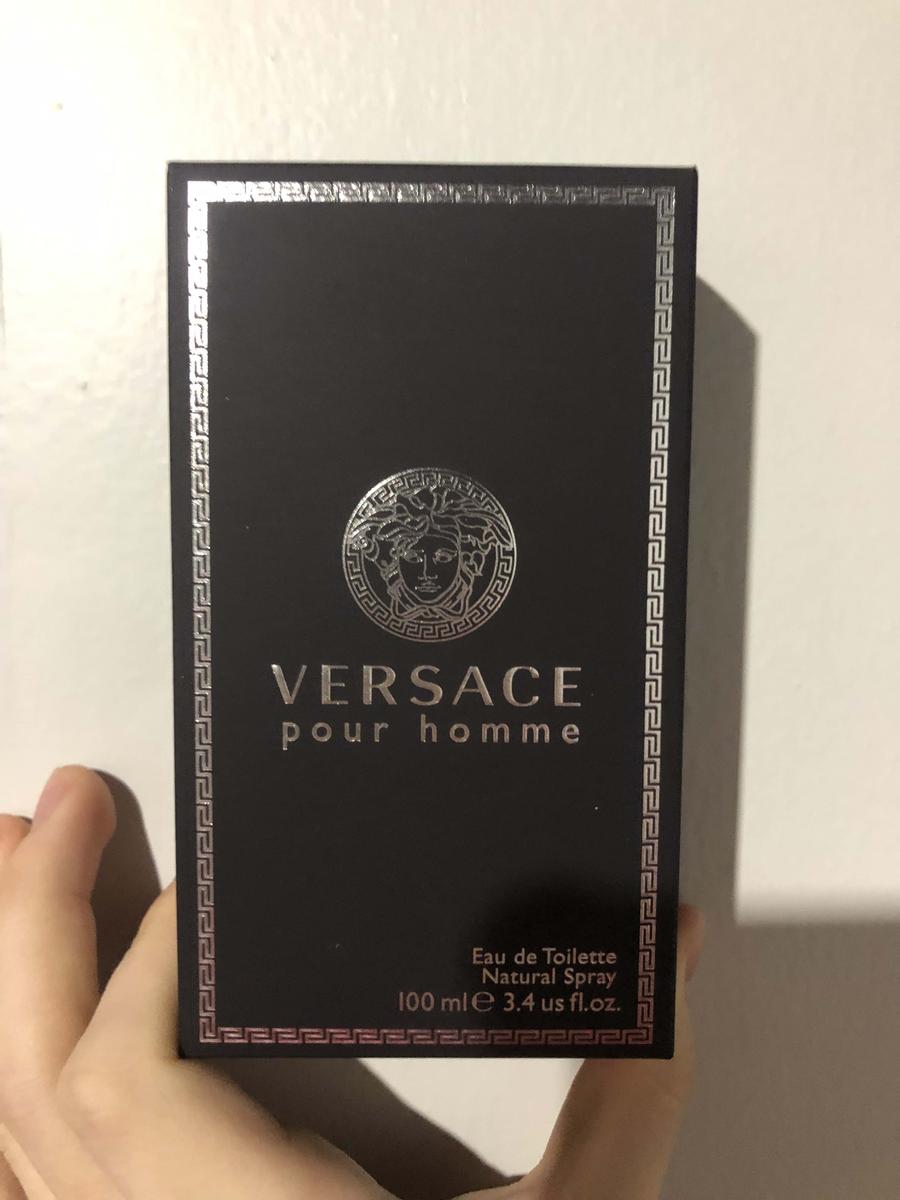 VERSACE
pour homme
Eau de Toilette
Natural Spray
100 ml ℮ 3.4 us fl.oz.